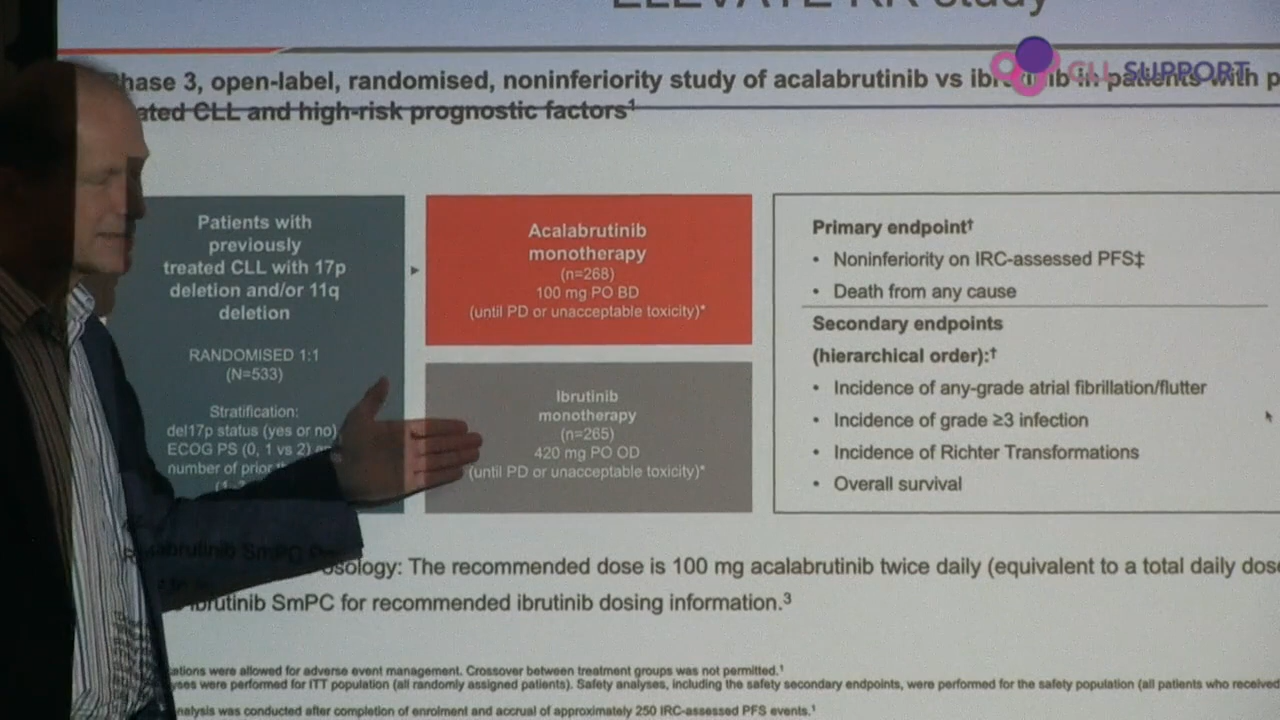 ELEVATE RR study
CLL SUPPORT
hase 3, open-label, randomised, noninferiority study of acalabrutinib vs ibr in patients with p
ated CLL and high-risk prognostic factors¹
Patients with
previously
treated CLL with 17p
deletion and/or 11q
deletion
RANDOMISED 1:1
(N=533)
Stratification:
del17p status (yes or no)
ECOG PS (0, 1 vs 2)
number of prior
Acalabrutinib
monotherapy
(n=268)
100 mg PO BD
(until PD or unacceptable toxicity)*
Ibrutinib
monotherapy
(n=265)
420 mg PO OD
(until PD or unacceptable toxicity)*
Primary endpoint†
• Noninferiority on IRC-assessed PFS‡
• Death from any cause
Secondary endpoints
(hierarchical order):†
• Incidence of any-grade atrial fibrillation/flutter
• Incidence of grade ≥3 infection
• Incidence of Richter Transformations
• Overall survival
labrutinib SmPC Posology: The recommended dose is 100 mg acalabrutinib twice daily (equivalent to a total daily dose
ibrutinib SmPC for recommended ibrutinib dosing information.³
ations were allowed for adverse event management. Crossover between treatment groups was not permitted.¹
yses were performed for ITT population (all randomly assigned patients). Safety analyses, including the safety secondary endpoints, were performed for the safety population (all patients who received
nalysis was conducted after completion of enrolment and accrual of approximately 250 IRC-assessed PFS events.¹